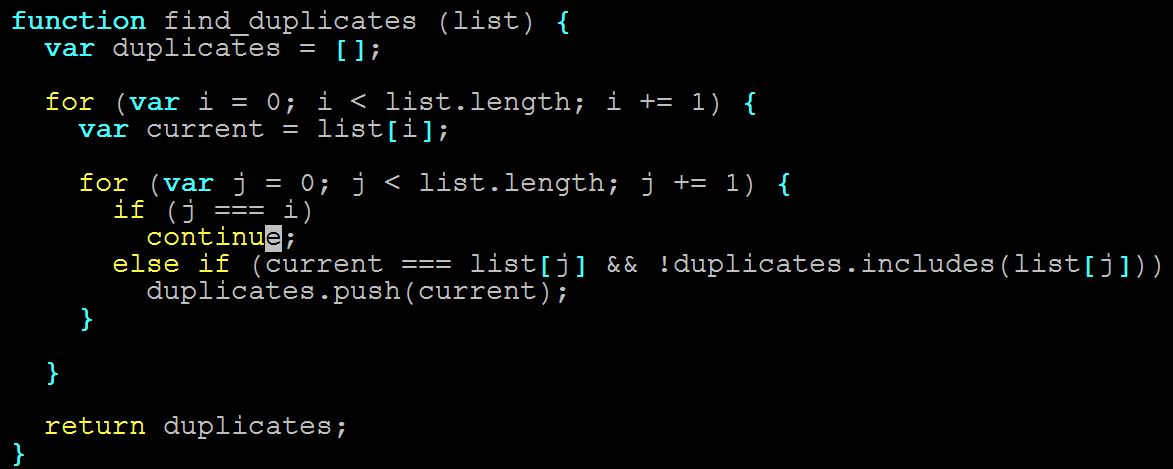 function find_duplicates (list) {
  var duplicates = [];
  for (var i = 0; i < list.length; i += 1) {
    var current = list[i];
    for (var j = 0; j < list.length; j += 1) {
      if (j === i)
        continue;
      else if (current === list[j] && !duplicates.includes(list[j]))
        duplicates.push(current);
    }
  }
  return duplicates;
}